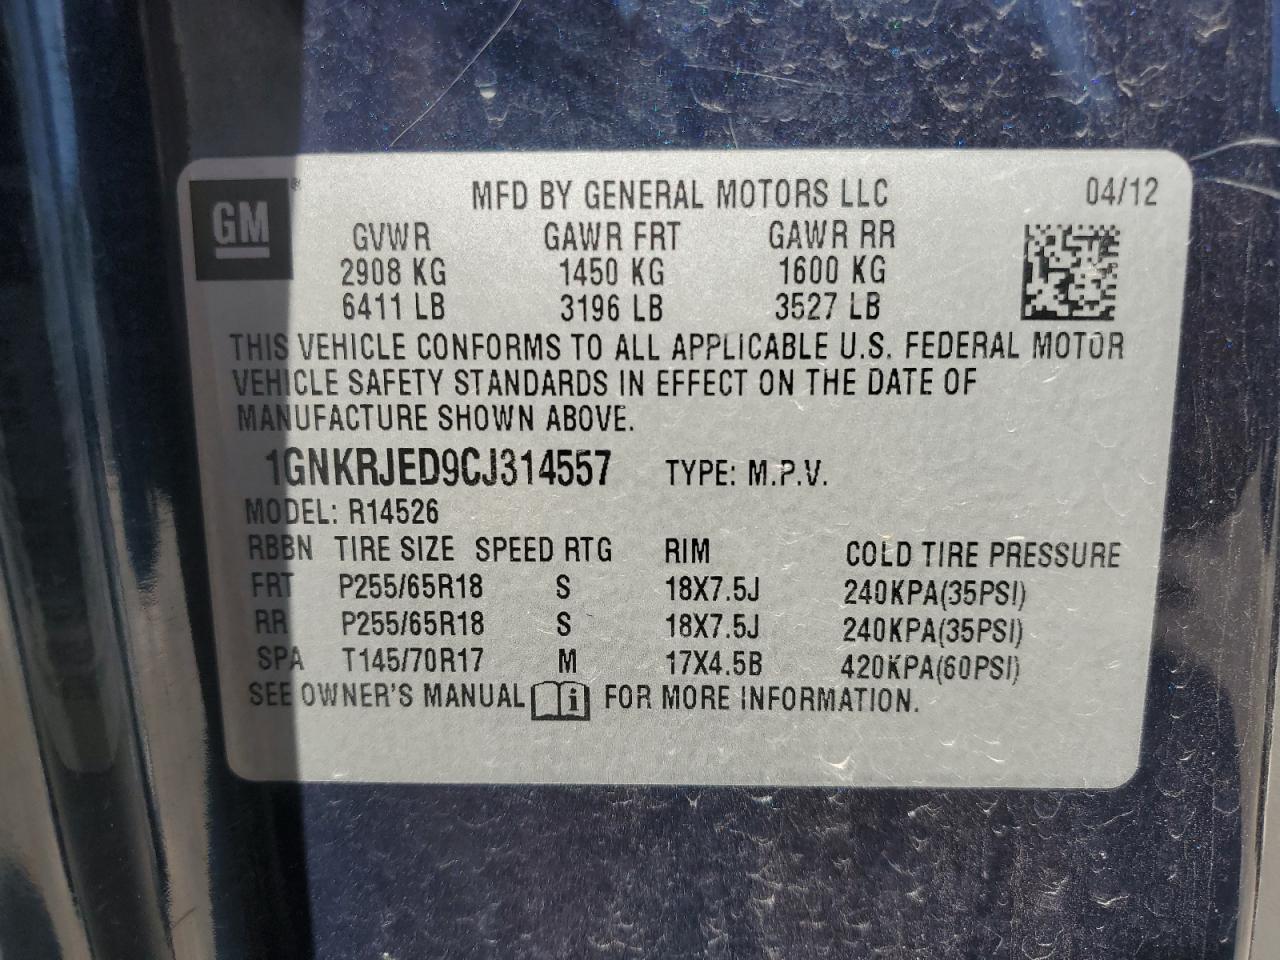 GM®
MFD BY GENERAL MOTORS LLC 04/12
GVWR GAWR FRT GAWR RR
2908 KG 1450 KG 1600 KG
6411 LB 3196 LB 3527 LB
THIS VEHICLE CONFORMS TO ALL APPLICABLE U.S. FEDERAL MOTOR
VEHICLE SAFETY STANDARDS IN EFFECT ON THE DATE OF
MANUFACTURE SHOWN ABOVE.
1GNKRJED9CJ314557 TYPE: M.P.V.
MODEL: R14526
RBBN TIRE SIZE SPEED RTG RIM COLD TIRE PRESSURE
FRT P255/65R18 S 18X7.5J 240KPA(35PSI)
RR P255/65R18 S 18X7.5J 240KPA(35PSI)
SPA T145/70R17 M 17X4.5B 420KPA(60PSI)
SEE OWNER'S MANUAL i FOR MORE INFORMATION.